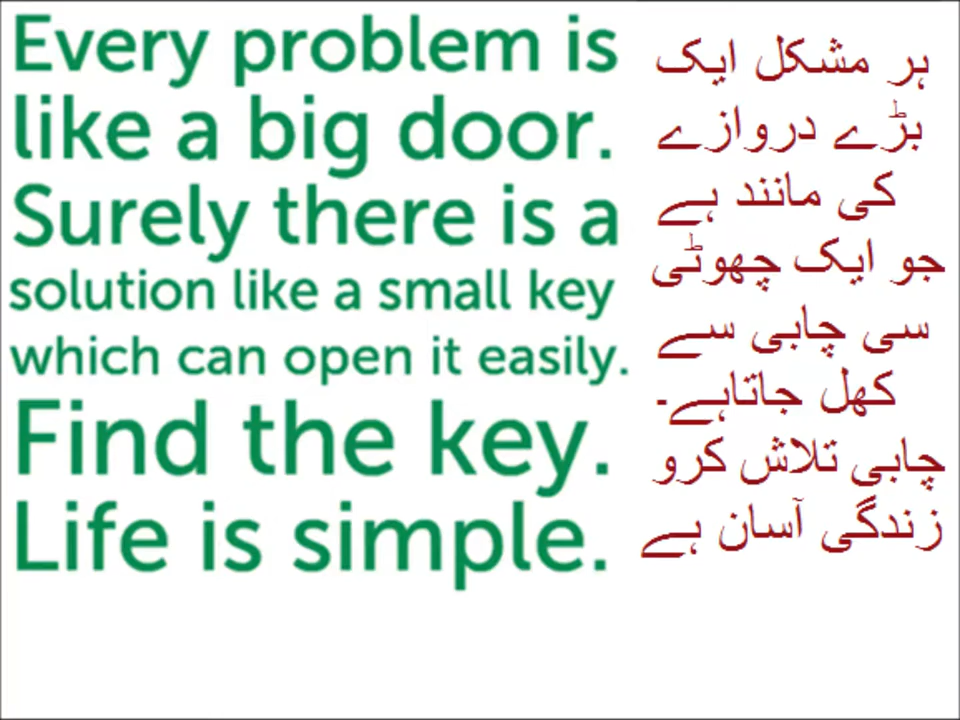 Every problem is
like a big door.
Surely there is a
solution like a small key
which can open it easily.
Find the key.
Life is simple.
ہر مشکل ایک
بڑے دروازے
کی مانند ہے
جو ایک چھوٹی
سی چابی سے
کھل جاتاہے۔
چابی تلاش کرو
زندگی آسان ہے